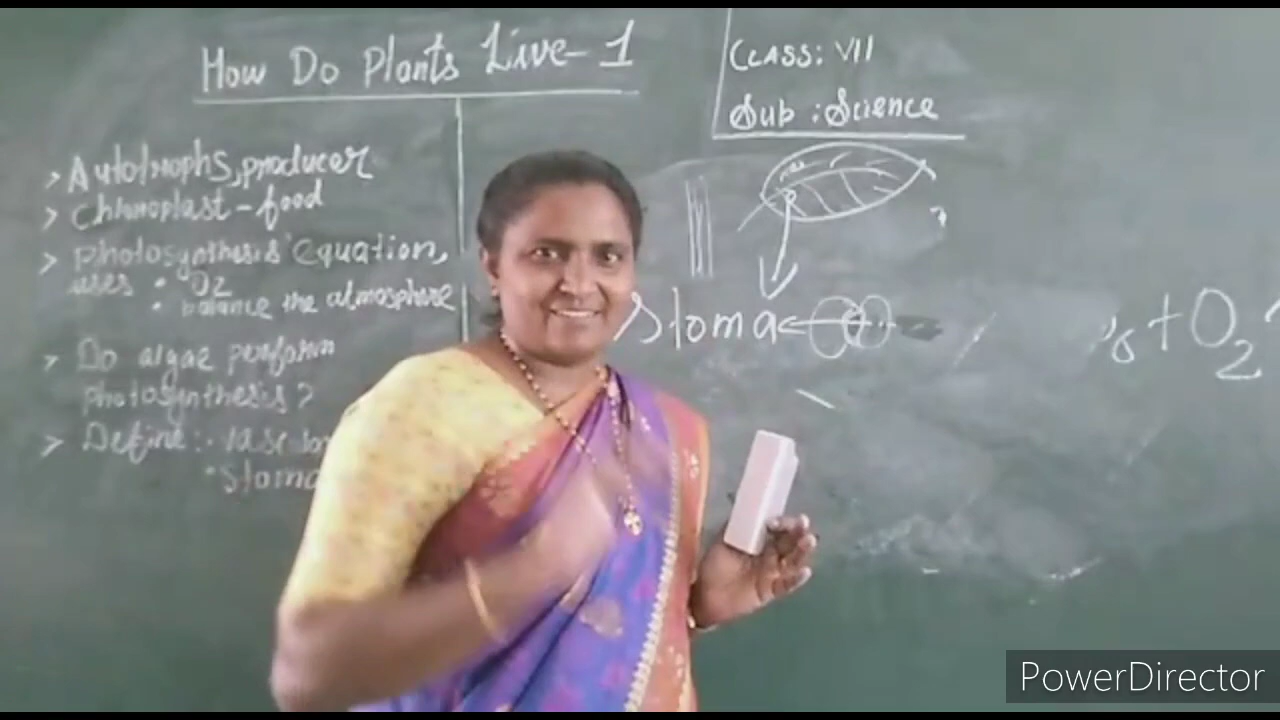 How Do Plants Live-1
CLASS: VII
Sub : Science
> Autotrophs, producer
> Chloroplast - food
> Photosynthesis equation,
uses • O2
• balance the atmosphere
> Do algae perform
photosynthesis?
> Define:
• Stoma
Stoma
+ O2
PowerDirector